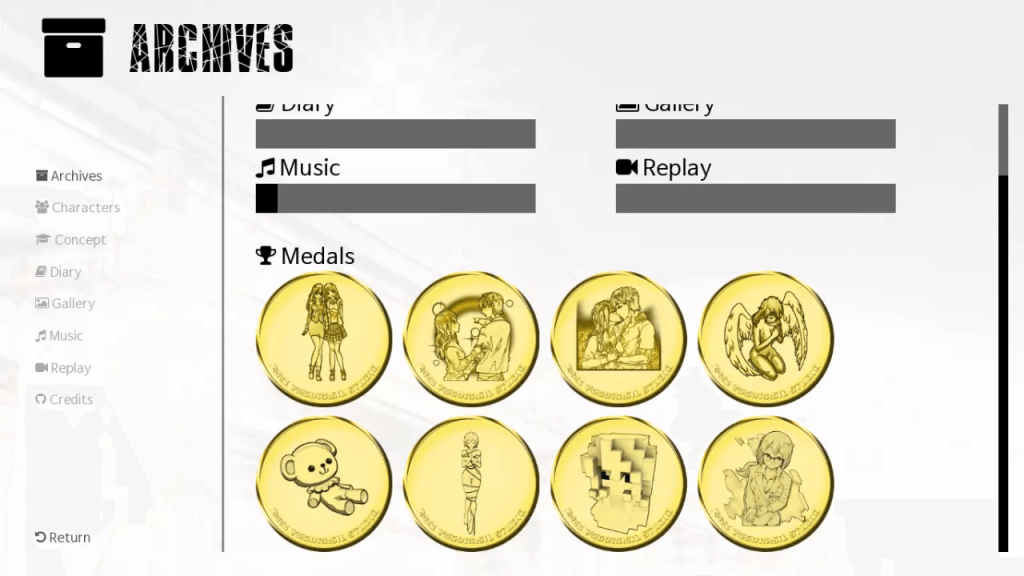 ARCHIVES
Diary
Gallery
Music
Replay
Medals
Archives
Characters
Concept
Diary
Gallery
Music
Replay
Credits
Return